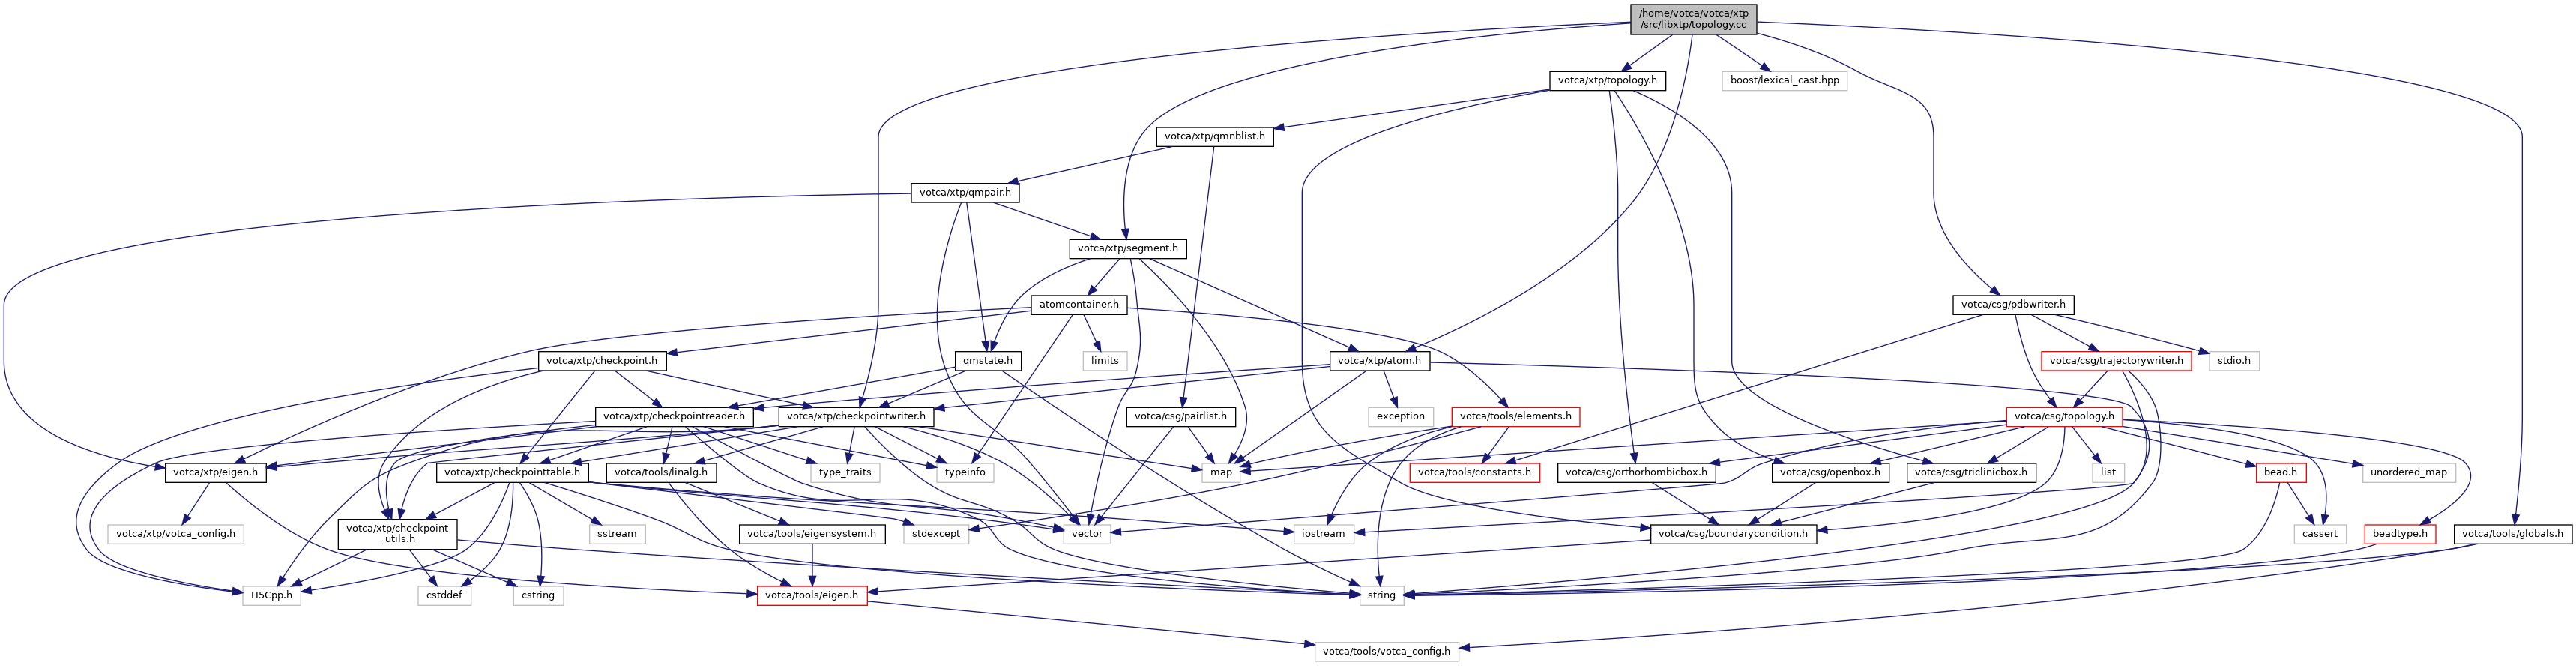 /home/votca/votca/xtp
/src/libxtp/topology.cc
votca/xtp/topology.h
boost/lexical_cast.hpp
votca/xtp/qmnblist.h
votca/xtp/qmpair.h
votca/xtp/segment.h
atomcontainer.h
votca/csg/pdbwriter.h
votca/xtp/checkpoint.h
qmstate.h
limits
votca/xtp/atom.h
votca/csg/trajectorywriter.h
stdio.h
votca/xtp/checkpointreader.h
votca/xtp/checkpointwriter.h
votca/csg/pairlist.h
exception
votca/tools/elements.h
votca/csg/topology.h
votca/xtp/eigen.h
votca/xtp/checkpointtable.h
votca/tools/linalg.h
type_traits
typeinfo
map
votca/tools/constants.h
votca/csg/orthorhombicbox.h
votca/csg/openbox.h
votca/csg/triclinicbox.h
list
bead.h
unordered_map
votca/xtp/votca_config.h
votca/xtp/checkpoint
_utils.h
sstream
votca/tools/eigensystem.h
stdexcept
vector
iostream
votca/csg/boundarycondition.h
cassert
beadtype.h
votca/tools/globals.h
H5Cpp.h
cstddef
cstring
votca/tools/eigen.h
string
votca/tools/votca_config.h